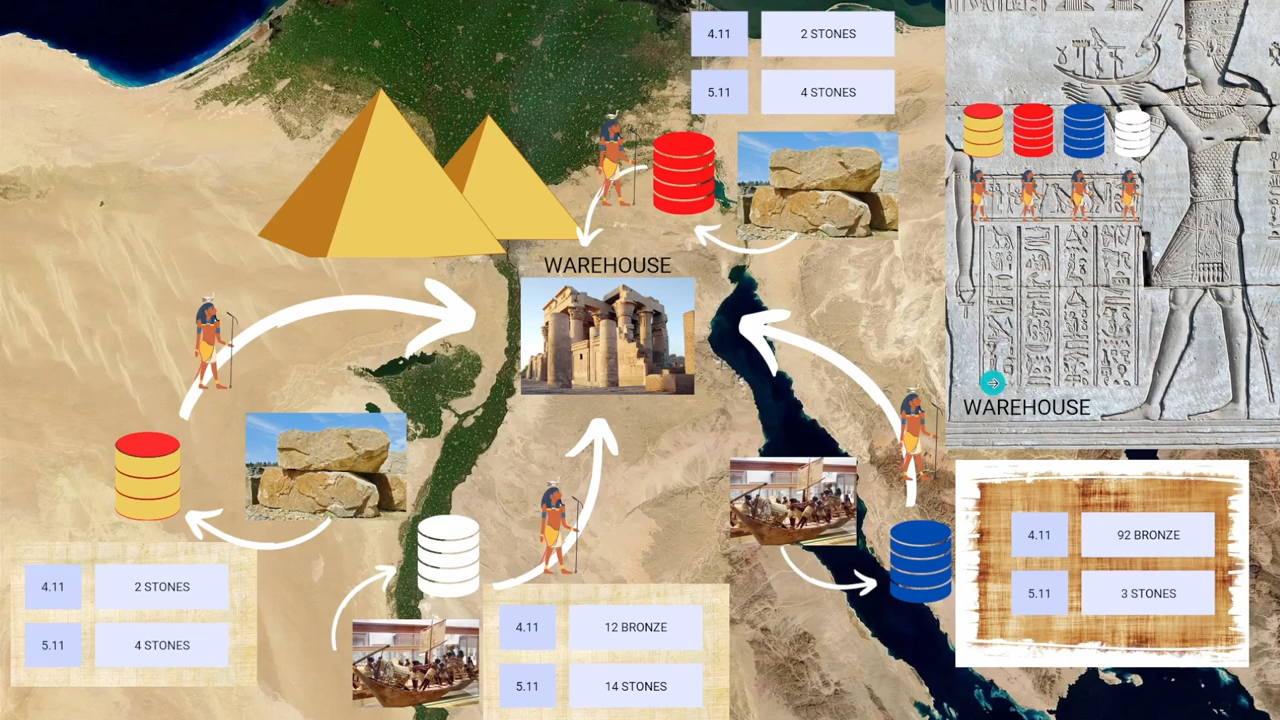 4.11 2 STONES
5.11 4 STONES
WAREHOUSE
WAREHOUSE
4.11 92 BRONZE
5.11 3 STONES
4.11 2 STONES
5.11 4 STONES
4.11 12 BRONZE
5.11 14 STONES